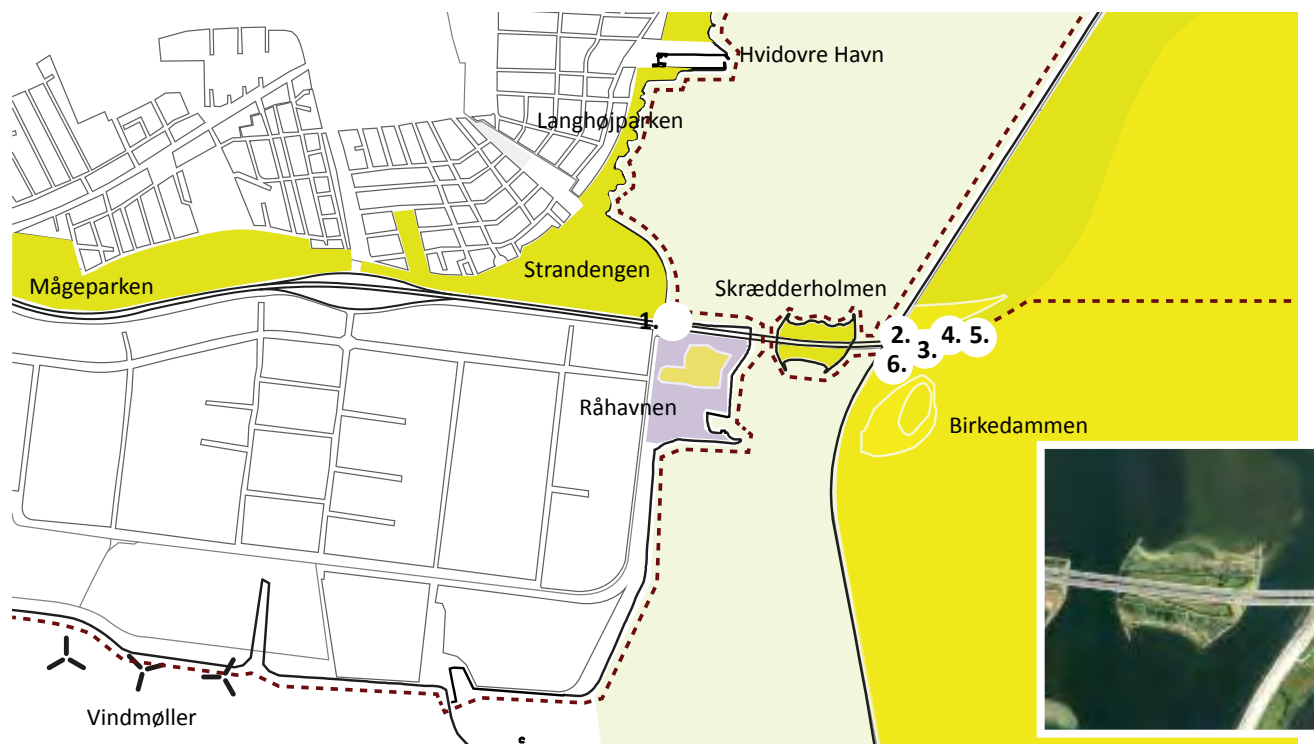 Hvidovre Havn
Langhøjparken
Strandengen
Mågeparken
Skrædderholmen
1.
2.
3.
4.
5.
6.
Råhavnen
Birkedammen
Vindmøller